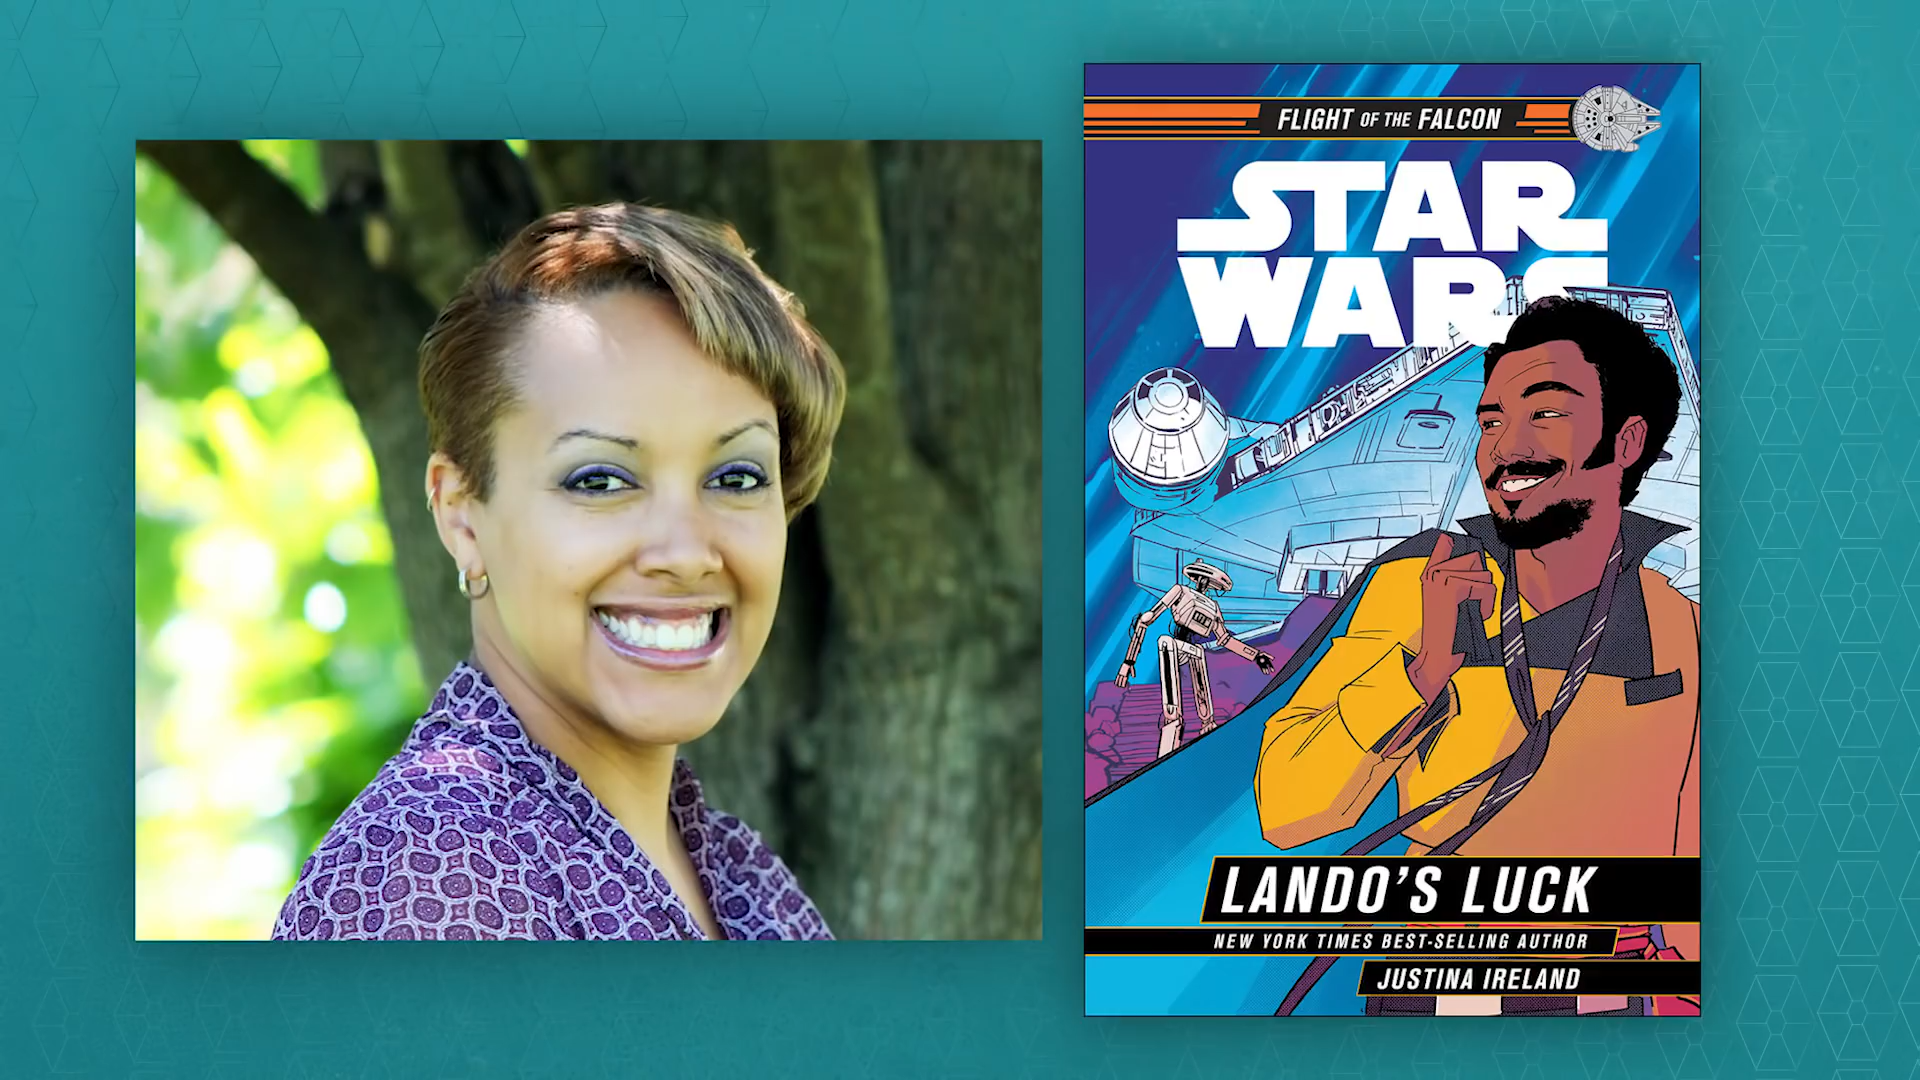 FLIGHT OF THE FALCON
STAR
WARS
LANDO'S LUCK
NEW YORK TIMES BEST-SELLING AUTHOR
JUSTINA IRELAND